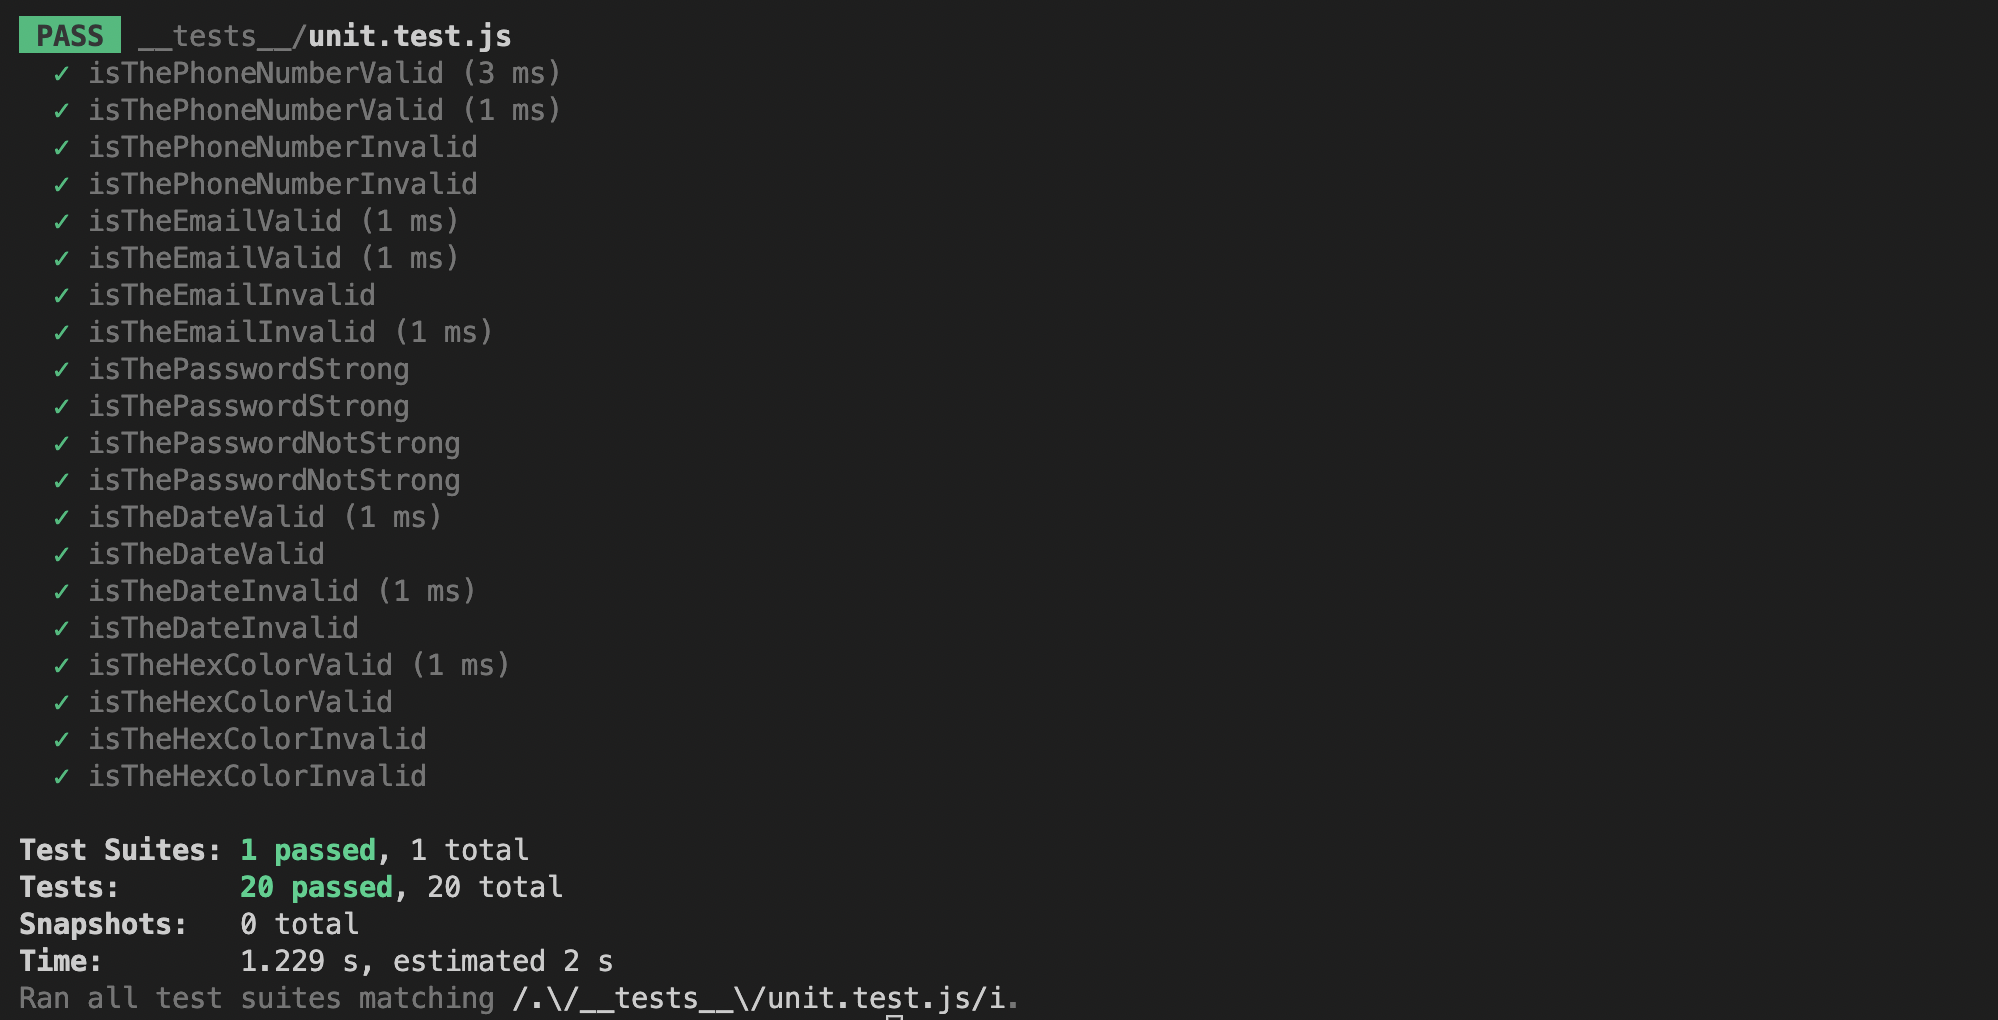 PASS __tests__/unit.test.js
✓ isThePhoneNumberValid (3 ms)
✓ isThePhoneNumberValid (1 ms)
✓ isThePhoneNumberInvalid
✓ isThePhoneNumberInvalid
✓ isTheEmailValid (1 ms)
✓ isTheEmailValid (1 ms)
✓ isTheEmailInvalid
✓ isTheEmailInvalid (1 ms)
✓ isThePasswordStrong
✓ isThePasswordStrong
✓ isThePasswordNotStrong
✓ isThePasswordNotStrong
✓ isTheDateValid (1 ms)
✓ isTheDateValid
✓ isTheDateInvalid (1 ms)
✓ isTheDateInvalid
✓ isTheHexColorValid (1 ms)
✓ isTheHexColorValid
✓ isTheHexColorInvalid
✓ isTheHexColorInvalid
Test Suites: 1 passed, 1 total
Tests: 20 passed, 20 total
Snapshots: 0 total
Time: 1.229 s, estimated 2 s
Ran all test suites matching /.\/__tests__\/unit.test.js/i.